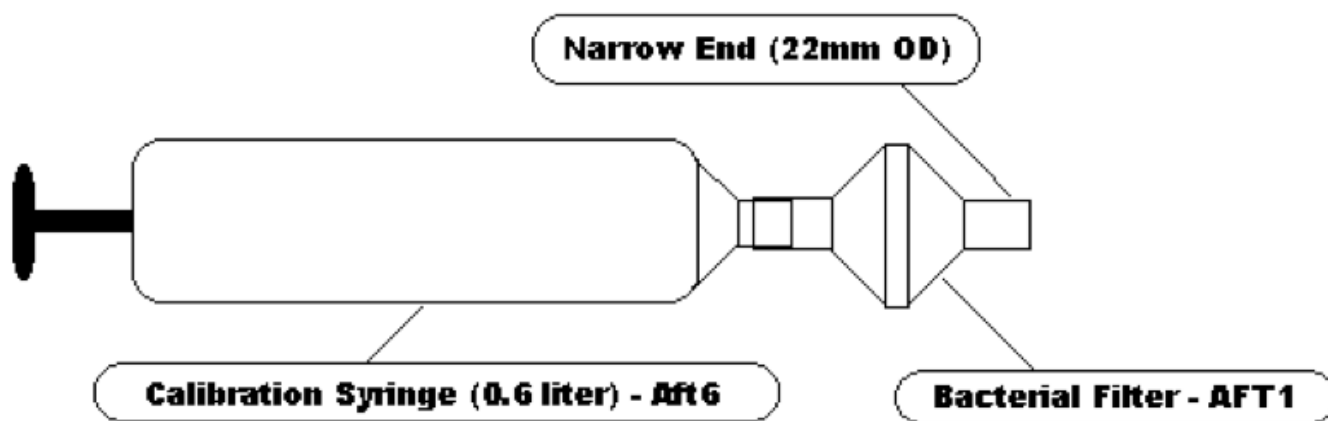 Narrow End (22mm OD)
Calibration Syringe (0.6 liter) - Aft6
Bacterial Filter - AFT1